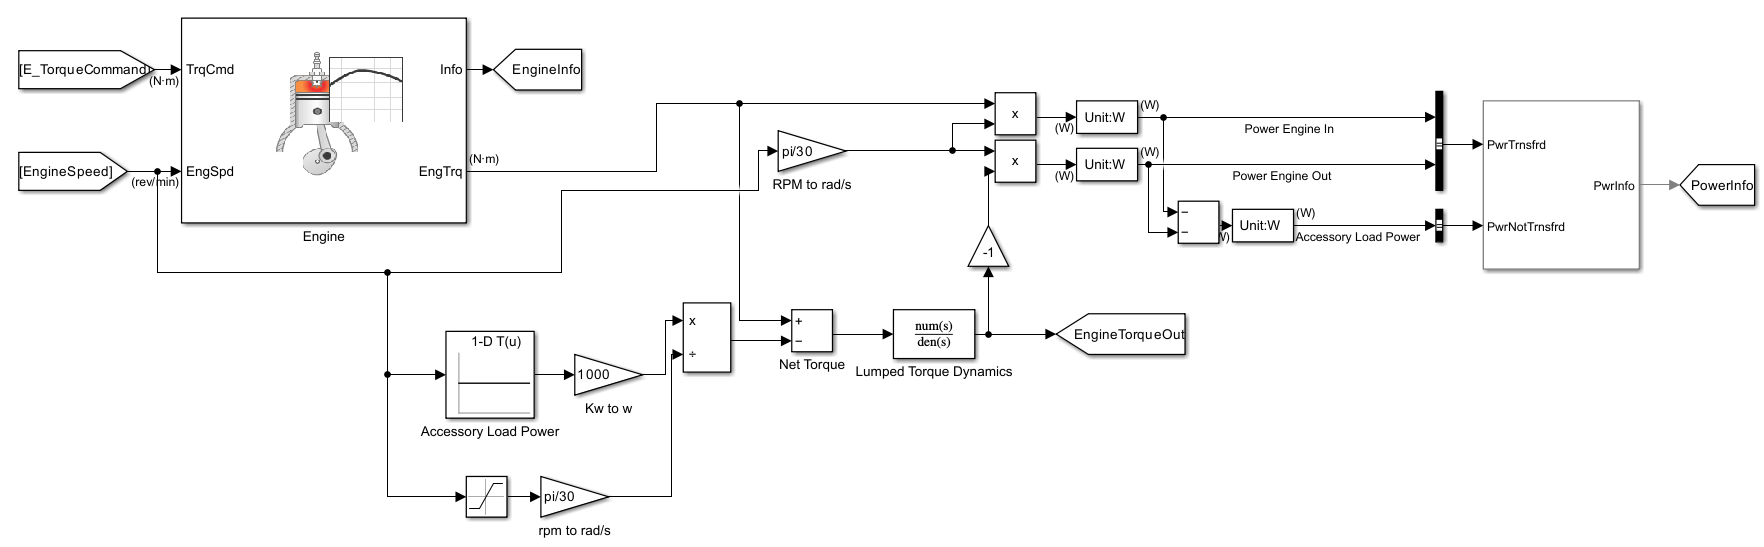 [E_TorqueCommand]
(N·m)
TrqCmd
Info
EngineInfo
[EngineSpeed]
(rev/min)
EngSpd
EngTrq
(N·m)
Engine
pi/30
RPM to rad/s
x
(W)
Unit:W
(W)
Power Engine In
x
(W)
Unit:W
(W)
Power Engine Out
PwrTrnsfrd
PwrInfo
PowerInfo
PwrNotTrnsfrd
−
−
W)
Unit:W
(W)
Accessory Load Power
-1
x
÷
+
−
Net Torque
num(s)
den(s)
Lumped Torque Dynamics
EngineTorqueOut
1-D T(u)
Accessory Load Power
1000
Kw to w
pi/30
rpm to rad/s